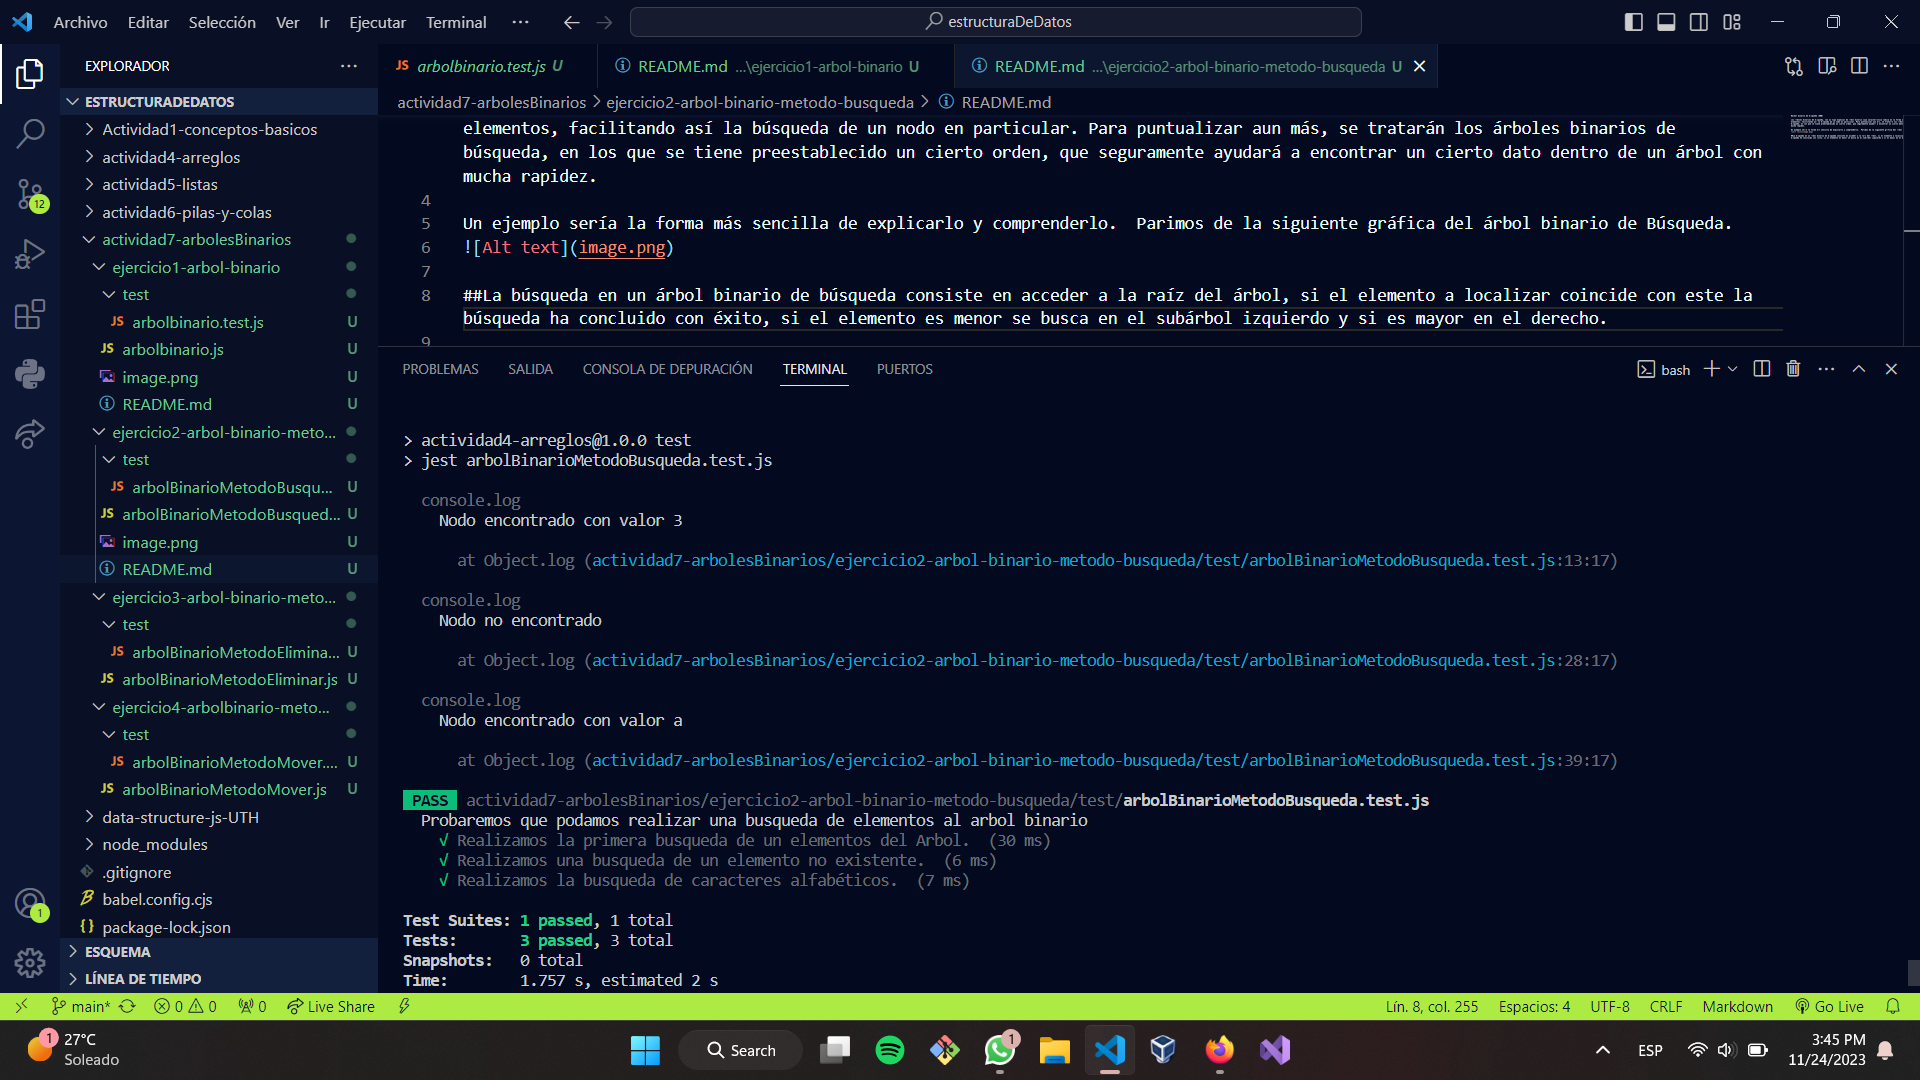 Archivo Editar Selección Ver Ir Ejecutar Terminal ··· estructuraDeDatos
EXPLORADOR ···
JS arbolbinario.test.js U README.md ...\ejercicio1-arbol-binario U README.md ...\ejercicio2-arbol-binario-metodo-busqueda U
actividad7-arbolesBinarios > ejercicio2-arbol-binario-metodo-busqueda > README.md
ESTRUCTURADEDATOS
Actividad1-conceptos-basicos
actividad4-arreglos
actividad5-listas
actividad6-pilas-y-colas
actividad7-arbolesBinarios
ejercicio1-arbol-binario
test
JS arbolbinario.test.js U
JS arbolbinario.js U
image.png U
README.md U
ejercicio2-arbol-binario-meto...
test
JS arbolBinarioMetodoBusqu... U
JS arbolBinarioMetodoBusqued... U
image.png U
README.md U
ejercicio3-arbol-binario-meto...
test
JS arbolBinarioMetodoElimina... U
JS arbolBinarioMetodoEliminar.js U
ejercicio4-arbolbinario-meto...
test
JS arbolBinarioMetodoMover.... U
JS arbolBinarioMetodoMover.js U
data-structure-js-UTH
node_modules
.gitignore
babel.config.cjs
{} package-lock.json
ESQUEMA
LÍNEA DE TIEMPO
12
1
elementos, facilitando así la búsqueda de un nodo en particular. Para puntualizar aun más, se tratarán los árboles binarios de
búsqueda, en los que se tiene preestablecido un cierto orden, que seguramente ayudará a encontrar un cierto dato dentro de un árbol con
mucha rapidez.
4
5 Un ejemplo sería la forma más sencilla de explicarlo y comprenderlo.  Parimos de la siguiente gráfica del árbol binario de Búsqueda.
6 ![Alt text](image.png)
7
8 ##La búsqueda en un árbol binario de búsqueda consiste en acceder a la raíz del árbol, si el elemento a localizar coincide con este la
búsqueda ha concluido con éxito, si el elemento es menor se busca en el subárbol izquierdo y si es mayor en el derecho.
9
PROBLEMAS SALIDA CONSOLA DE DEPURACIÓN TERMINAL PUERTOS bash
> actividad4-arreglos@1.0.0 test
> jest arbolBinarioMetodoBusqueda.test.js
console.log
Nodo encontrado con valor 3
at Object.log (actividad7-arbolesBinarios/ejercicio2-arbol-binario-metodo-busqueda/test/arbolBinarioMetodoBusqueda.test.js:13:17)
console.log
Nodo no encontrado
at Object.log (actividad7-arbolesBinarios/ejercicio2-arbol-binario-metodo-busqueda/test/arbolBinarioMetodoBusqueda.test.js:28:17)
console.log
Nodo encontrado con valor a
at Object.log (actividad7-arbolesBinarios/ejercicio2-arbol-binario-metodo-busqueda/test/arbolBinarioMetodoBusqueda.test.js:39:17)
PASS actividad7-arbolesBinarios/ejercicio2-arbol-binario-metodo-busqueda/test/arbolBinarioMetodoBusqueda.test.js
Probaremos que podamos realizar una busqueda de elementos al arbol binario
√ Realizamos la primera busqueda de un elementos del Arbol.  (30 ms)
√ Realizamos una busqueda de un elemento no existente.  (6 ms)
√ Realizamos la busqueda de caracteres alfabéticos.  (7 ms)
Test Suites: 1 passed, 1 total
Tests: 3 passed, 3 total
Snapshots: 0 total
Time: 1.757 s, estimated 2 s
main* 0 0 0 Live Share Lín. 8, col. 255 Espacios: 4 UTF-8 CRLF Markdown Go Live
1 27°C
Soleado
Search
1
ESP
3:45 PM
11/24/2023